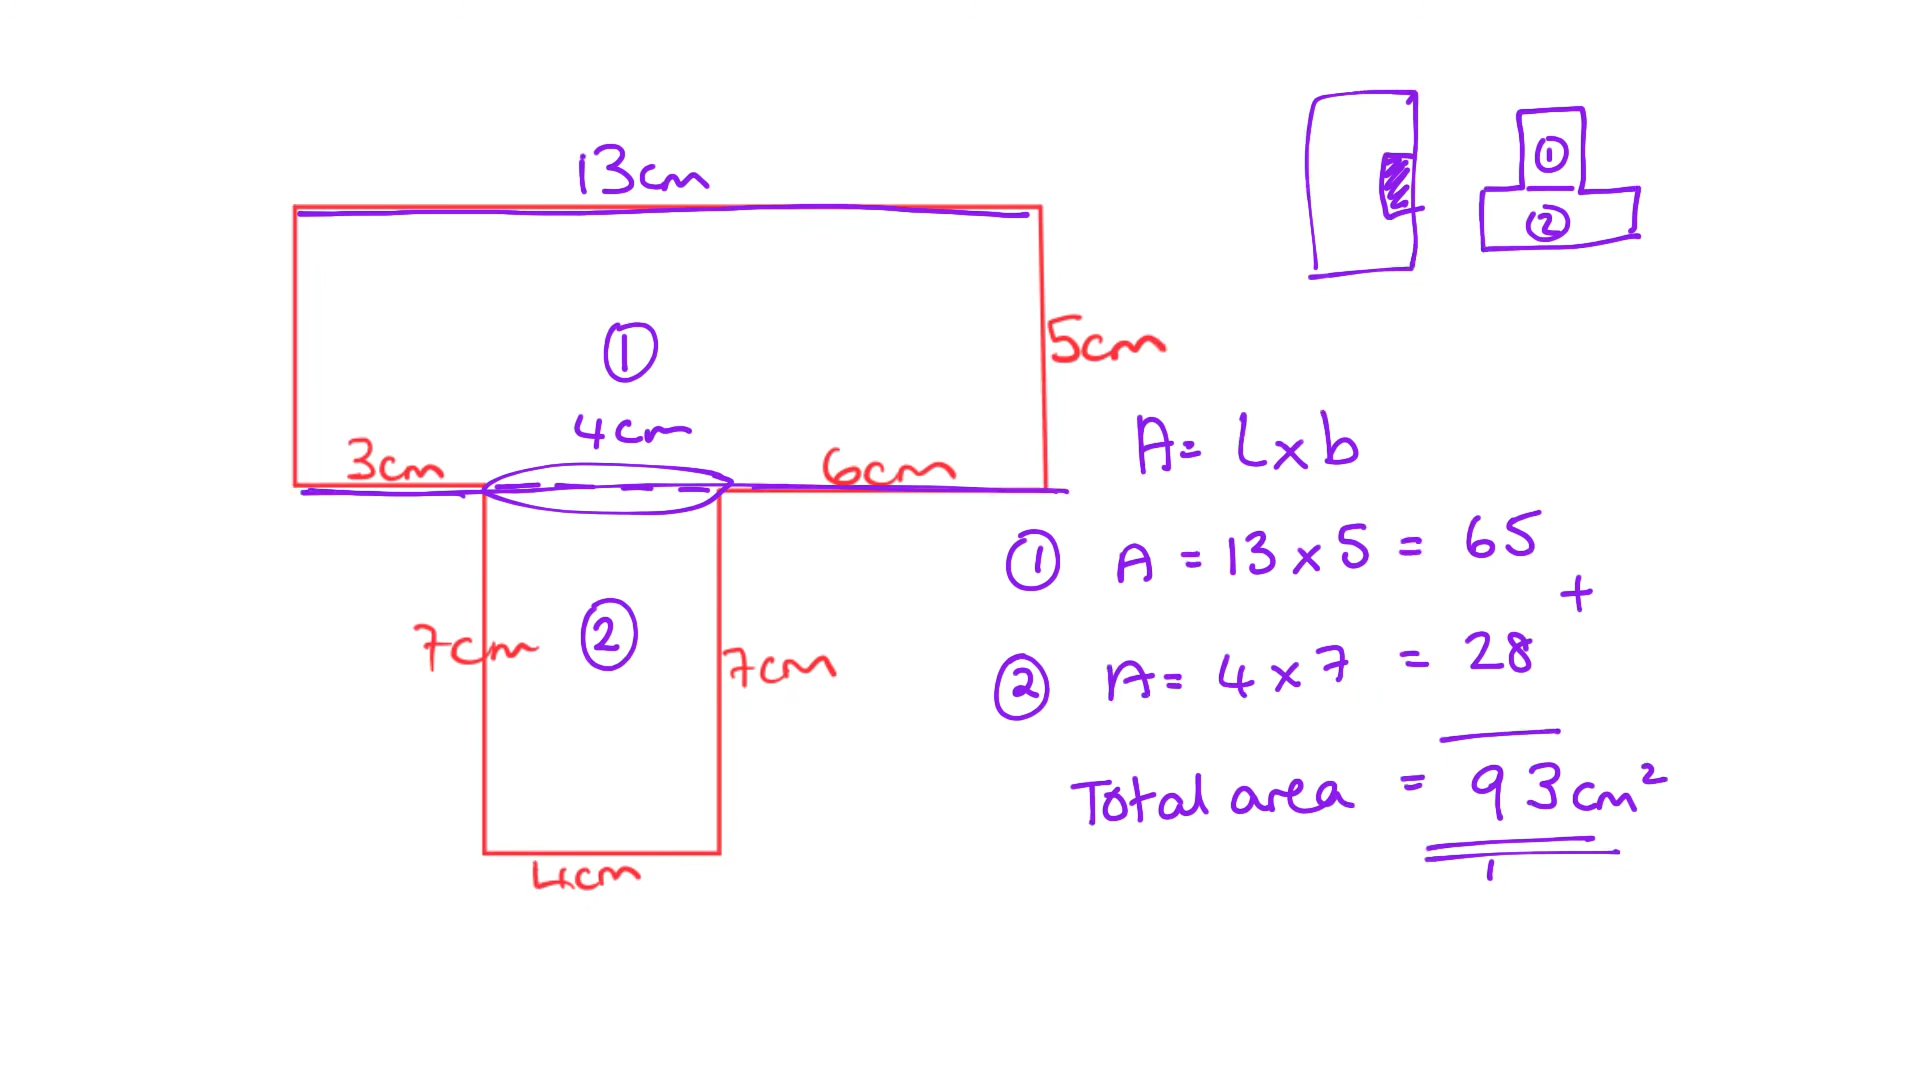 13cm
①
②
①
5cm
4cm
3cm
6cm
A = L x b
① A = 13 x 5 = 65
+
7cm
②
7cm
② A = 4 x 7 = 28
Total area = 93cm²
4cm